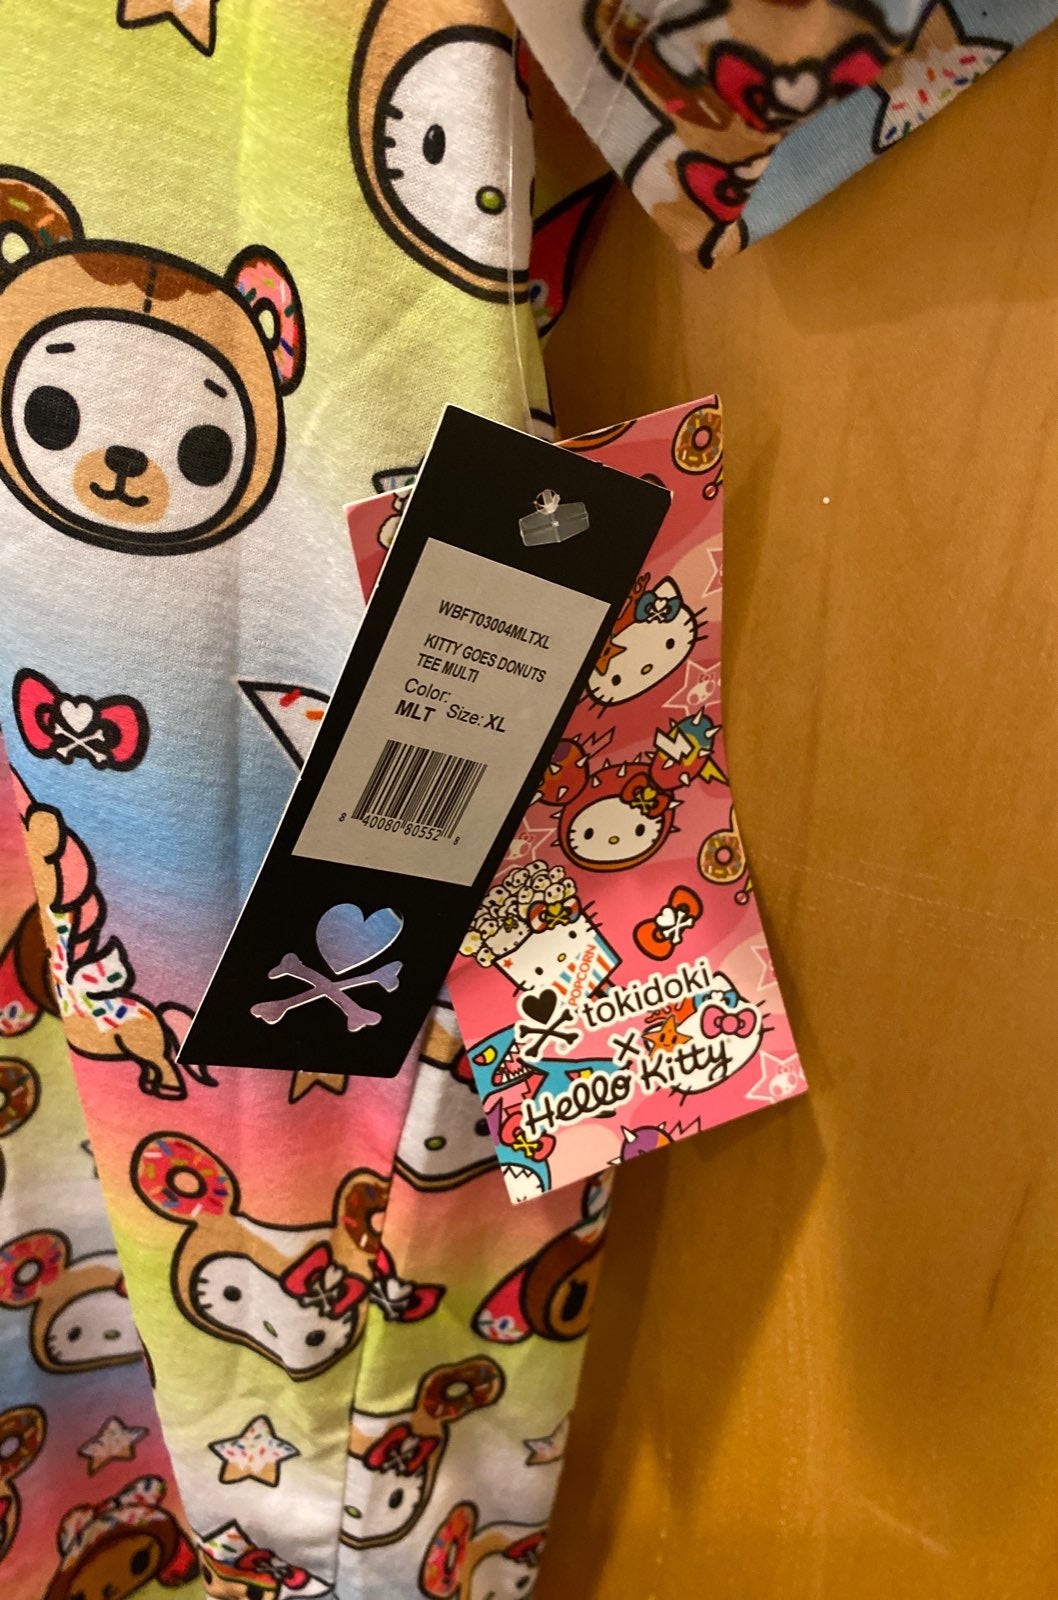 WBFT03004MLTXL
KITTY GOES DONUTS
TEE MULTI
Color: Size: XL
MLT
8 40080 80552 8
POPCORN
tokidoki
x
Hello Kitty